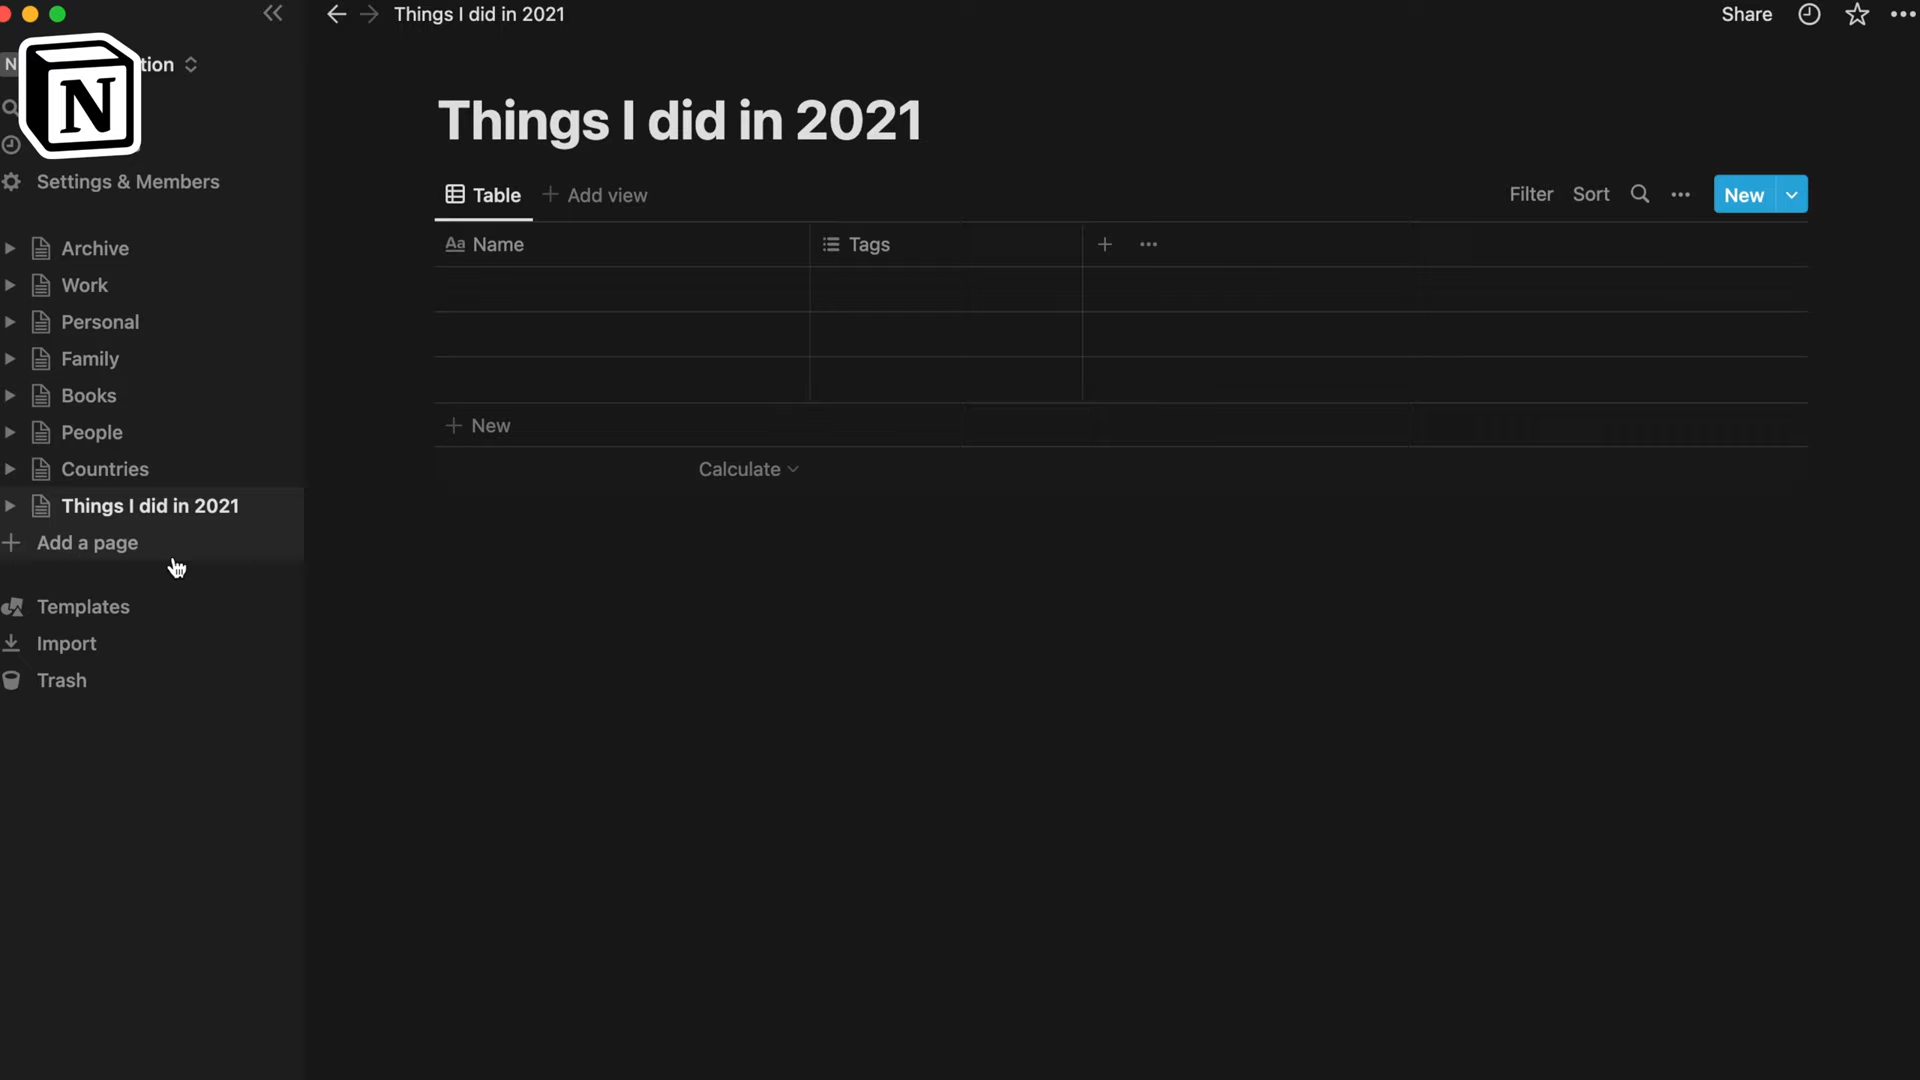 Things I did in 2021
Share
N
tion
N
Settings & Members
Archive
Work
Personal
Family
Books
People
Countries
Things I did in 2021
Add a page
Templates
Import
Trash
Things I did in 2021
Table
Add view
Filter
Sort
New
Aa Name
Tags
New
Calculate